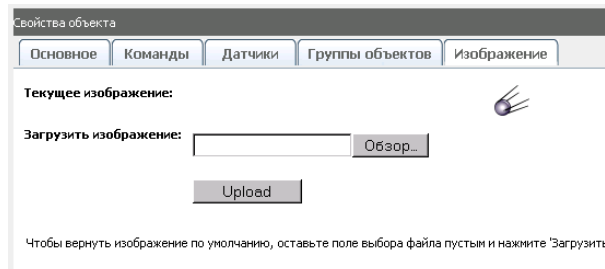 Свойства объекта
Основное Команды Датчики Группы объектов Изображение
Текущее изображение:
Загрузить изображение: Обзор...
Upload
Чтобы вернуть изображение по умолчанию, оставьте поле выбора файла пустым и нажмите 'Загрузить